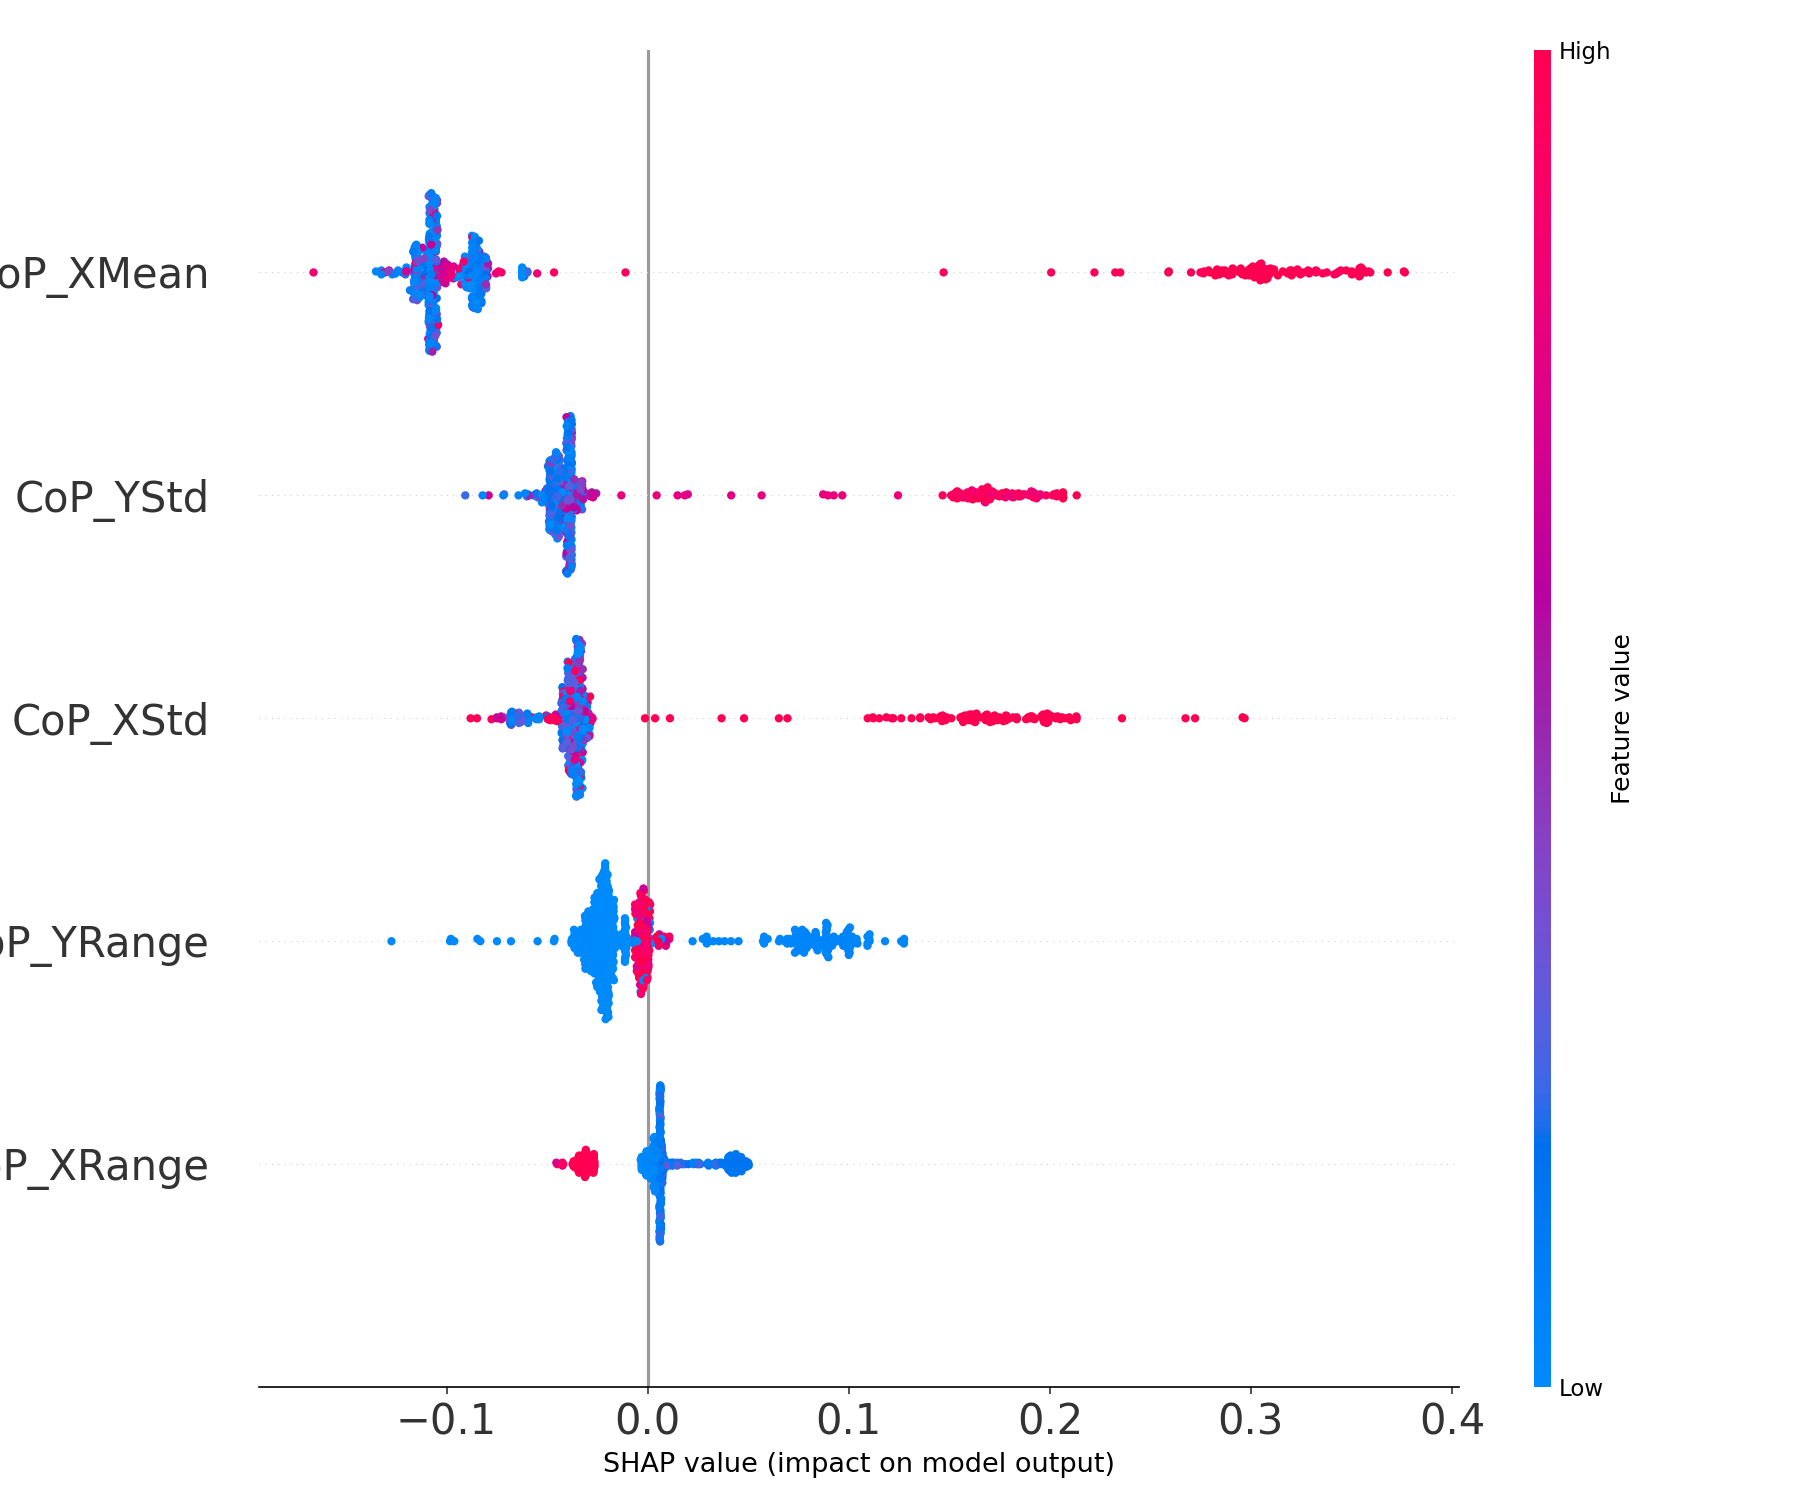 High
oP_XMean
CoP_YStd
CoP_XStd
oP_YRange
oP_XRange
Feature value
Low
−0.1 0.0 0.1 0.2 0.3 0.4
SHAP value (impact on model output)